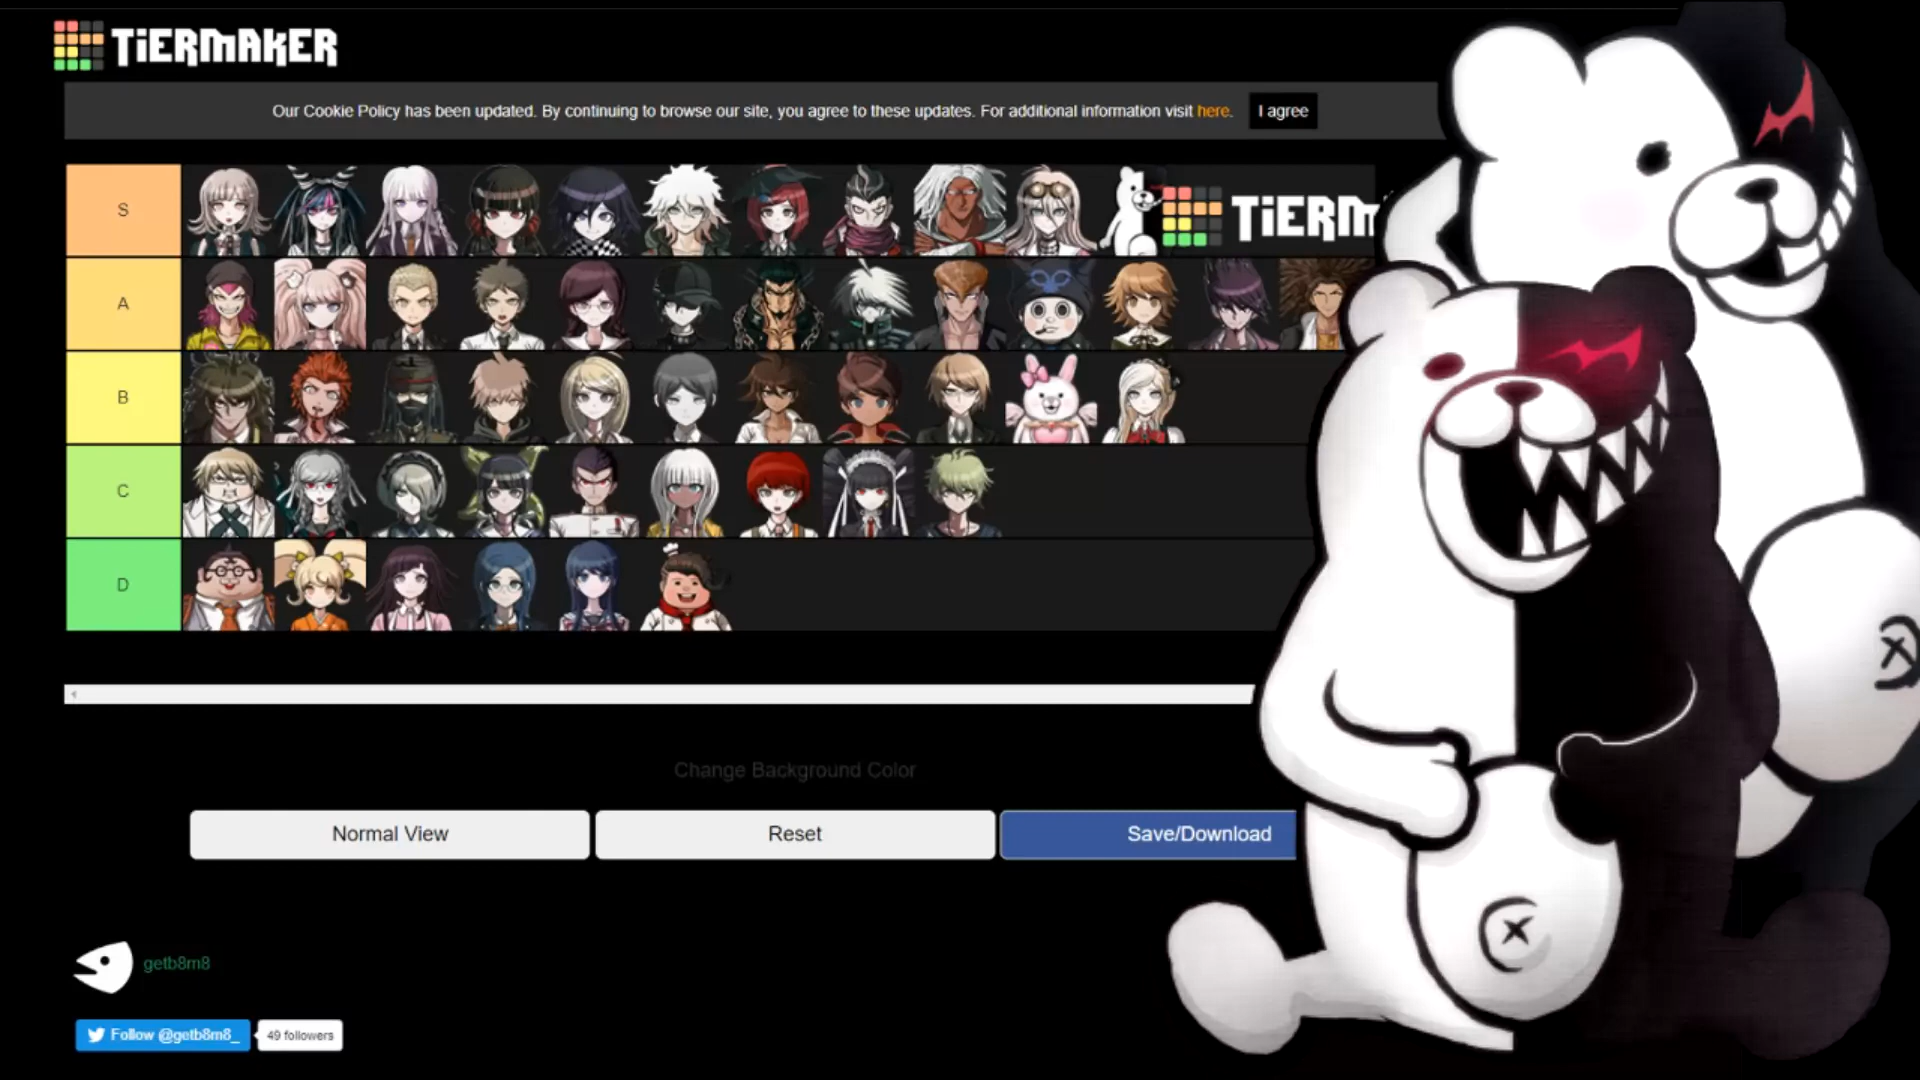 TiERMAKER
Our Cookie Policy has been updated. By continuing to browse our site, you agree to these updates. For additional information visit here.
I agree
S
TiERM
A
B
C
D
Change Background Color
Normal View
Reset
Save/Download
getb8m8
Follow @getb8m8_
49 followers